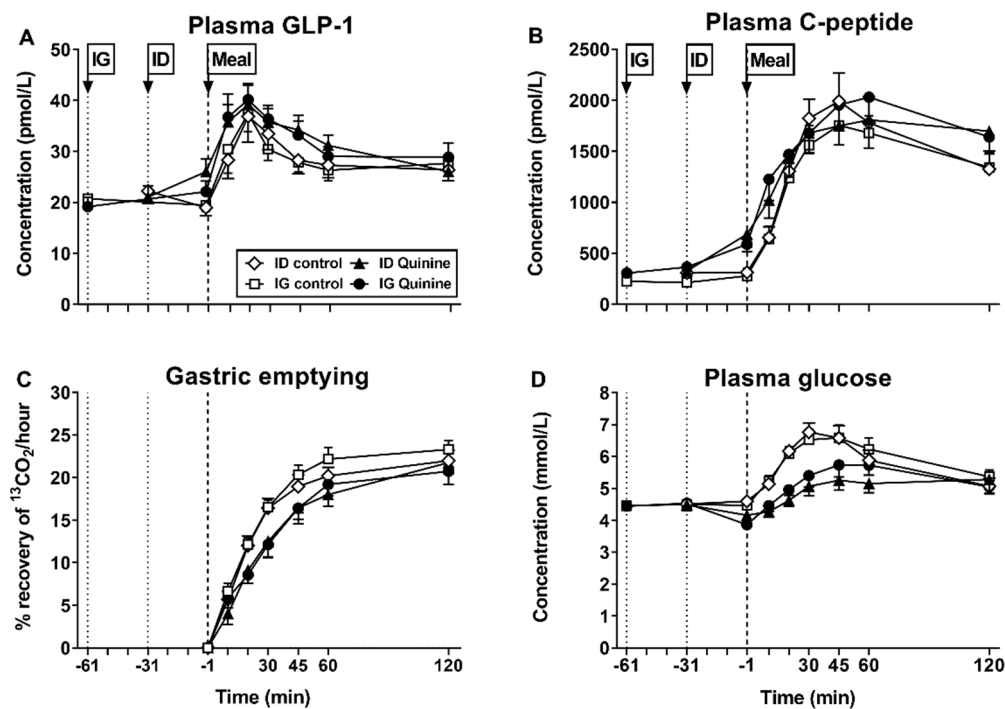 A Plasma GLP-1
Concentration (pmol/L)
50
40
30
20
10
0
IG ID Meal
ID control ID Quinine
IG control IG Quinine
B Plasma C-peptide
Concentration (pmol/L)
2500
2000
1500
1000
500
0
IG ID Meal
C Gastric emptying
% recovery of ¹³CO₂/hour
30
25
20
15
10
5
0
-61 -31 -1 30 45 60 120
Time (min)
D Plasma glucose
Concentration (mmol/L)
8
7
6
5
4
3
2
1
0
-61 -31 -1 30 45 60 120
Time (min)